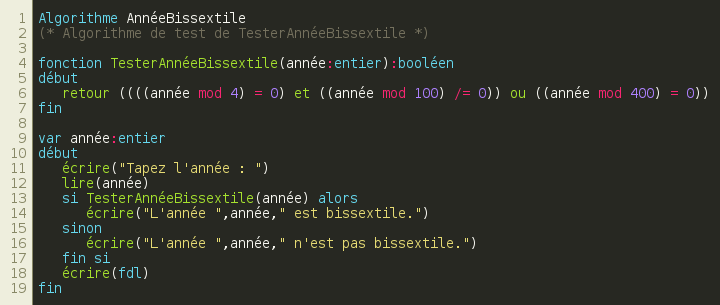 1 Algorithme AnnéeBissextile
2 (* Algorithme de test de TesterAnnéeBissextile *)
3
4 fonction TesterAnnéeBissextile(année:entier):booléen
5 début
6 retour ((((année mod 4) = 0) et ((année mod 100) /= 0)) ou ((année mod 400) = 0))
7 fin
8
9 var année:entier
10 début
11 écrire("Tapez l'année : ")
12 lire(année)
13 si TesterAnnéeBissextile(année) alors
14 écrire("L'année ",année," est bissextile.")
15 sinon
16 écrire("L'année ",année," n'est pas bissextile.")
17 fin si
18 écrire(fdl)
19 fin